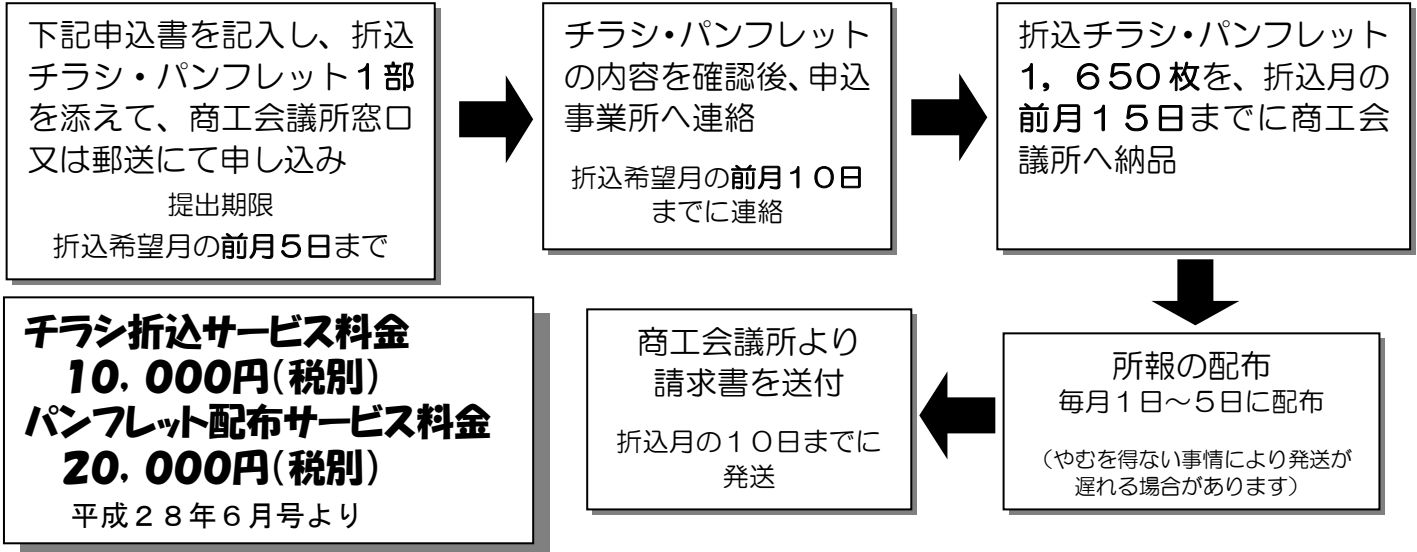 下記申込書を記入し、折込
チラシ・パンフレット１部
を添えて、商工会議所窓口
又は郵送にて申し込み
提出期限
折込希望月の前月５日まで
チラシ・パンフレット
の内容を確認後、申込
事業所へ連絡
折込希望月の前月１０日
までに連絡
折込チラシ・パンフレット
１，６５０枚を、折込月の
前月１５日までに商工会
議所へ納品
所報の配布
毎月１日～５日に配布
（やむを得ない事情により発送が
遅れる場合があります）
商工会議所より
請求書を送付
折込月の１０日までに
発送
チラシ折込サービス料金
10，000円（税別）
パンフレット配布サービス料金
20，000円（税別）
平成２８年６月号より